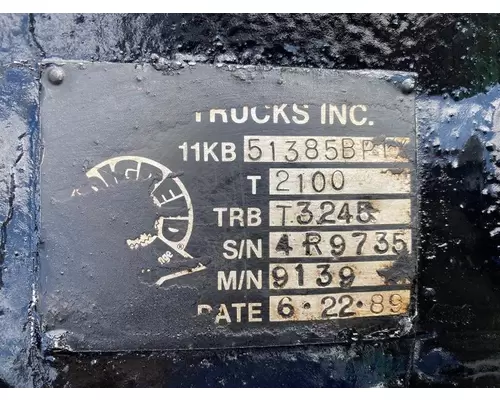 TRUCKS INC.
11KB 51385BP
T 2100
TRB T3245
S/N 4R9735
M/N 9139
DATE 6·22·89